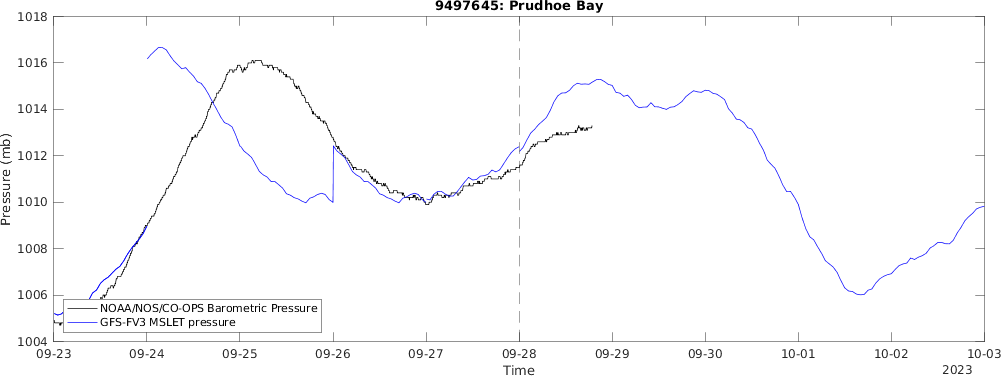 9497645: Prudhoe Bay
Pressure (mb)
1018
1016
1014
1012
1010
1008
1006
1004
NOAA/NOS/CO-OPS Barometric Pressure
GFS-FV3 MSLET pressure
09-23 09-24 09-25 09-26 09-27 09-28 09-29 09-30 10-01 10-02 10-03
Time
2023